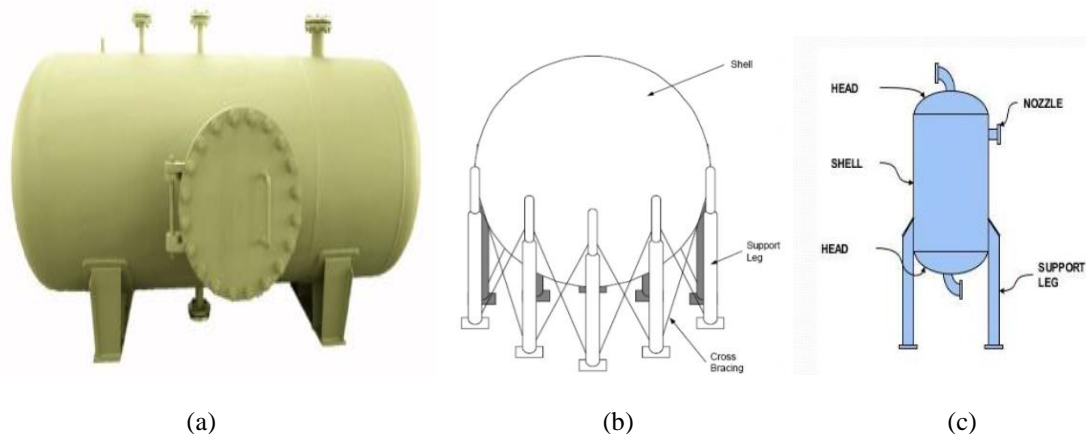 Shell
Support
Leg
Cross
Bracing
HEAD
NOZZLE
SHELL
HEAD
SUPPORT
LEG
(a)
(b)
(c)